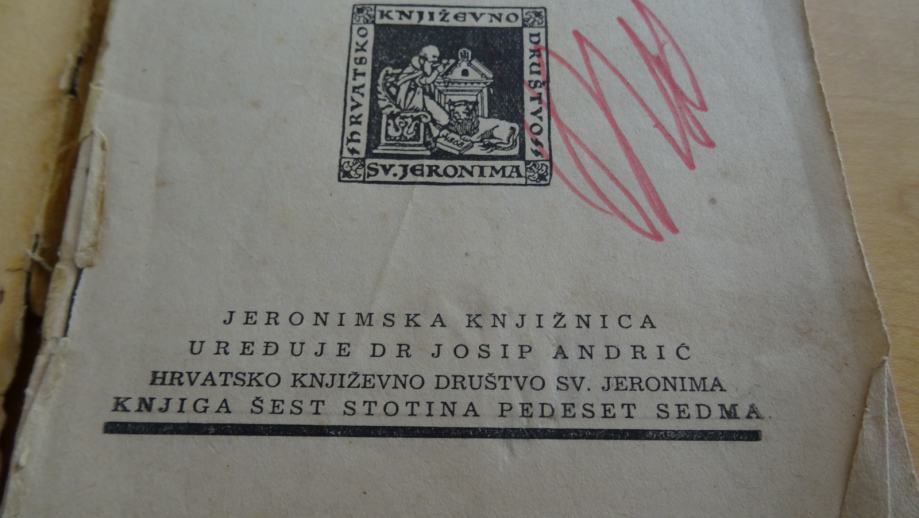 KNJIŽEVNO
HRVATSKO
DRUŠTVO
SV. JERONIMA
JERONIMSKA KNJIŽNICA
UREĐUJE DR JOSIP ANDRIĆ
HRVATSKO KNJIŽEVNO DRUŠTVO SV. JERONIMA
KNJIGA ŠEST STOTINA PEDESET SEDMA